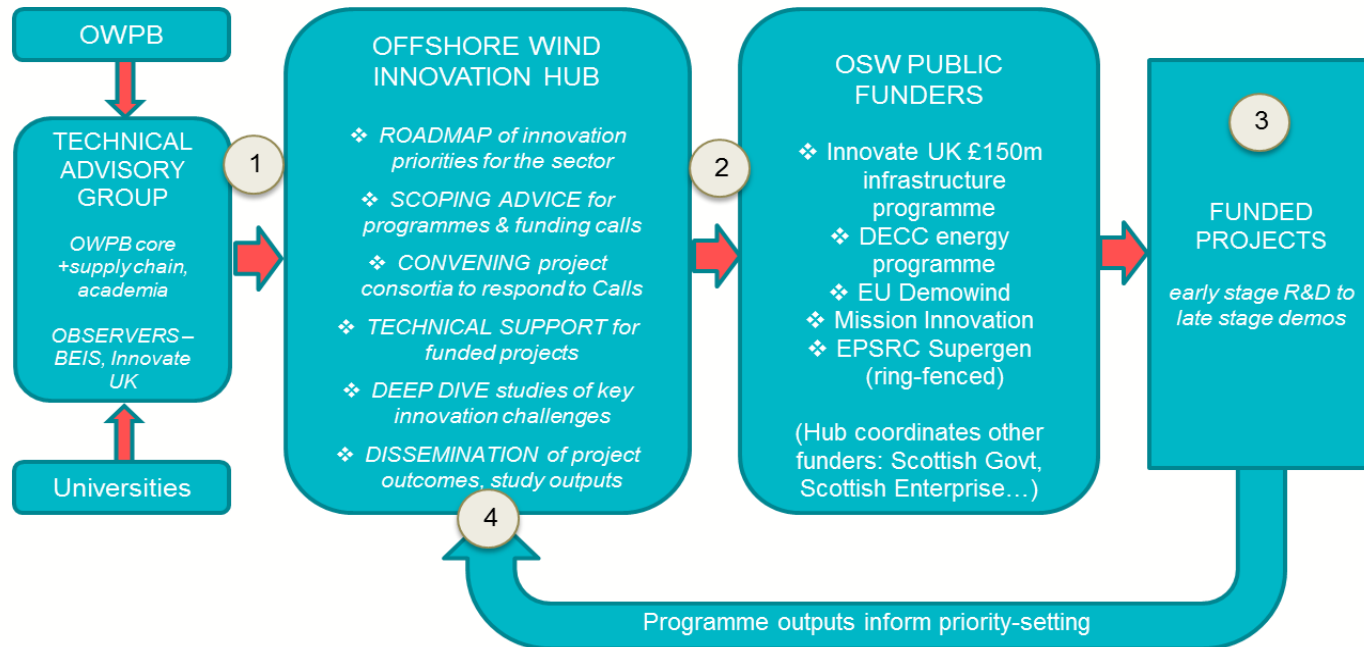 OWPB
TECHNICAL
ADVISORY
GROUP
OWPB core
+supply chain,
academia
OBSERVERS –
BEIS, Innovate
UK
Universities
1
OFFSHORE WIND
INNOVATION HUB
❖ ROADMAP of innovation
priorities for the sector
❖ SCOPING ADVICE for
programmes & funding calls
❖ CONVENING project
consortia to respond to Calls
❖ TECHNICAL SUPPORT for
funded projects
❖ DEEP DIVE studies of key
innovation challenges
❖ DISSEMINATION of project
outcomes, study outputs
2
OSW PUBLIC
FUNDERS
❖ Innovate UK £150m
infrastructure
programme
❖ DECC energy
programme
❖ EU Demowind
❖ Mission Innovation
❖ EPSRC Supergen
(ring-fenced)
(Hub coordinates other
funders: Scottish Govt,
Scottish Enterprise…)
3
FUNDED
PROJECTS
early stage R&D to
late stage demos
4
Programme outputs inform priority-setting